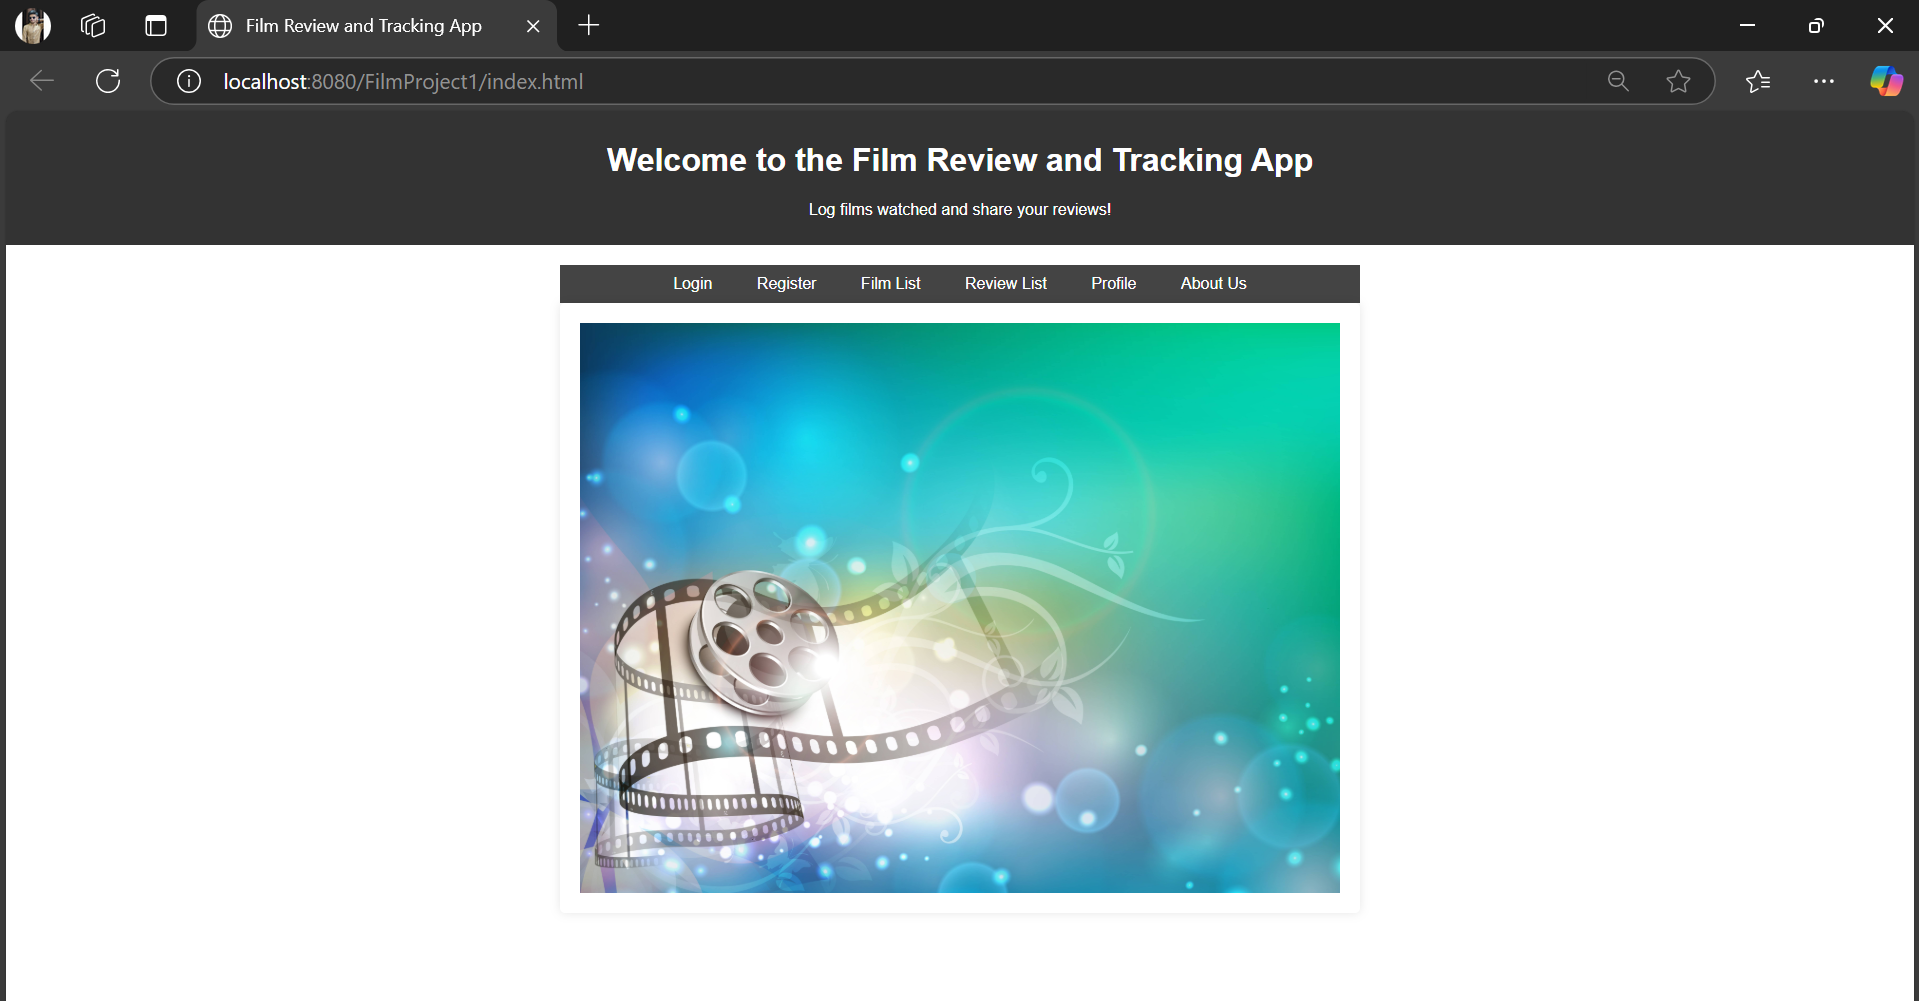 Film Review and Tracking App
localhost:8080/FilmProject1/index.html
Welcome to the Film Review and Tracking App
Log films watched and share your reviews!
Login Register Film List Review List Profile About Us